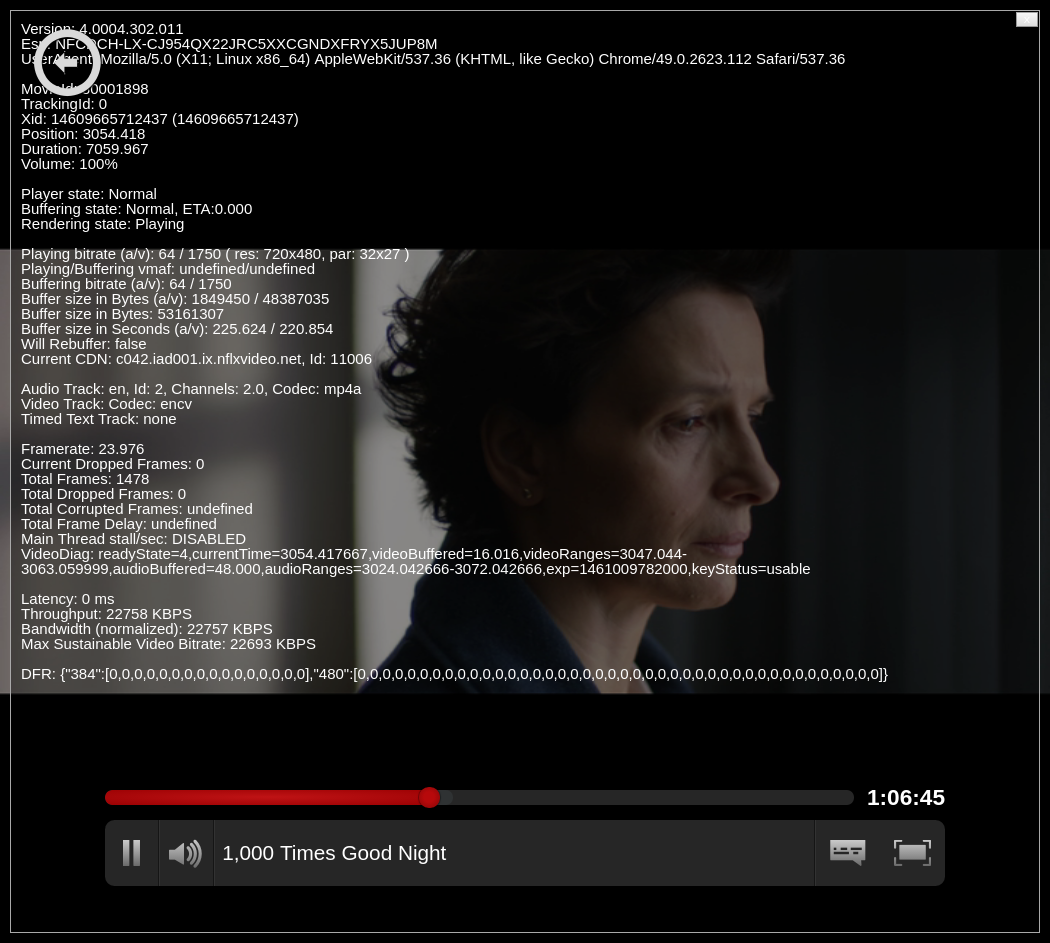 Version: 4.0004.302.011
Esn: NFCDCH-LX-CJ954QX22JRC5XXCGNDXFRYX5JUP8M
UserAgent: Mozilla/5.0 (X11; Linux x86_64) AppleWebKit/537.36 (KHTML, like Gecko) Chrome/49.0.2623.112 Safari/537.36
MovieId: 80001898
TrackingId: 0
Xid: 14609665712437 (14609665712437)
Position: 3054.418
Duration: 7059.967
Volume: 100%
Player state: Normal
Buffering state: Normal, ETA:0.000
Rendering state: Playing
Playing bitrate (a/v): 64 / 1750 ( res: 720x480, par: 32x27 )
Playing/Buffering vmaf: undefined/undefined
Buffering bitrate (a/v): 64 / 1750
Buffer size in Bytes (a/v): 1849450 / 48387035
Buffer size in Bytes: 53161307
Buffer size in Seconds (a/v): 225.624 / 220.854
Will Rebuffer: false
Current CDN: c042.iad001.ix.nflxvideo.net, Id: 11006
Audio Track: en, Id: 2, Channels: 2.0, Codec: mp4a
Video Track: Codec: encv
Timed Text Track: none
Framerate: 23.976
Current Dropped Frames: 0
Total Frames: 1478
Total Dropped Frames: 0
Total Corrupted Frames: undefined
Total Frame Delay: undefined
Main Thread stall/sec: DISABLED
VideoDiag: readyState=4,currentTime=3054.417667,videoBuffered=16.016,videoRanges=3047.044-
3063.059999,audioBuffered=48.000,audioRanges=3024.042666-3072.042666,exp=1461009782000,keyStatus=usable
Latency: 0 ms
Throughput: 22758 KBPS
Bandwidth (normalized): 22757 KBPS
Max Sustainable Video Bitrate: 22693 KBPS
DFR: {"384":[0,0,0,0,0,0,0,0,0,0,0,0,0,0,0,0],"480":[0,0,0,0,0,0,0,0,0,0,0,0,0,0,0,0,0,0,0,0,0,0,0,0,0,0,0,0,0,0,0,0,0,0,0,0,0,0,0,0,0,0]}
1:06:45
1,000 Times Good Night